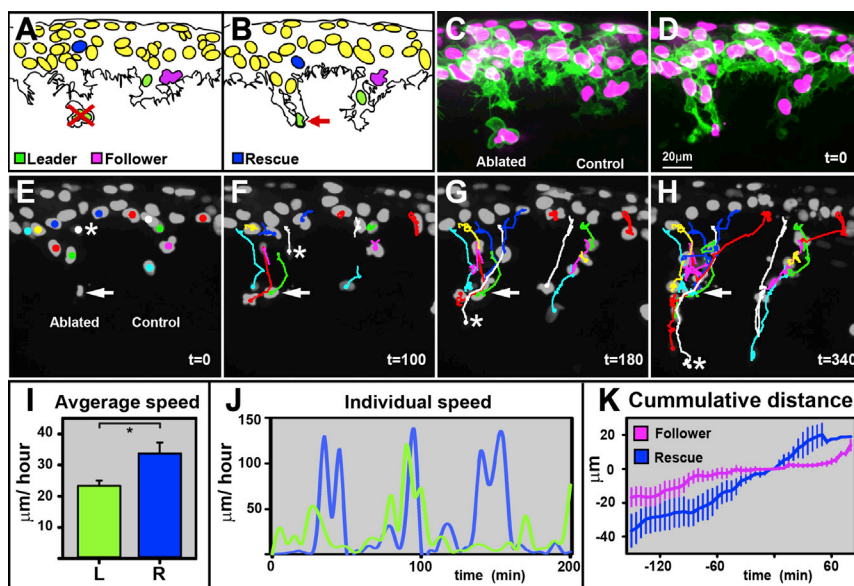 A
B
C
D
Leader
Follower
Rescue
Ablated
Control
20μm
t=0
E
F
G
H
*
*
*
**
Ablated
Control
t=0
t=100
t=180
t=340
I
Avgerage speed
μm/ hour
40
30
20
10
*
L
R
J
Individual speed
μm/ hour
150
100
50
0
100
200
time (min)
K
Cummulative distance
Follower
Rescue
μm
20
0
-20
-40
-120
-60
0
60
time (min)